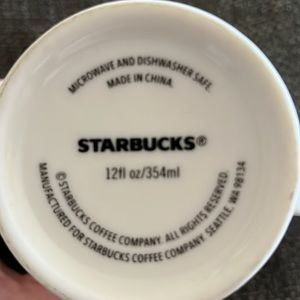 MICROWAVE AND DISHWASHER SAFE.
MADE IN CHINA.
STARBUCKS®
12fl oz/354ml
©STARBUCKS COFFEE COMPANY. ALL RIGHTS RESERVED.
MANUFACTURED FOR STARBUCKS COFFEE COMPANY, SEATTLE, WA 98134